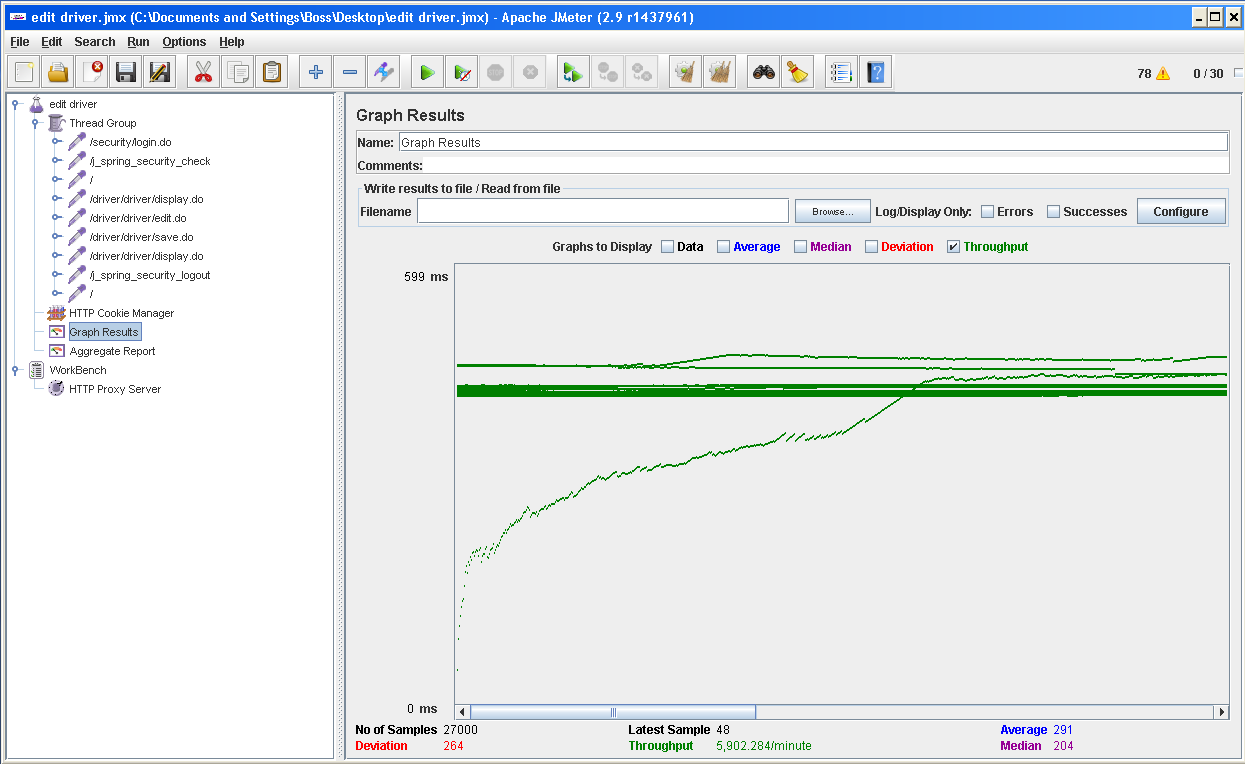 edit driver.jmx (C:\Documents and Settings\Boss\Desktop\edit driver.jmx) - Apache JMeter (2.9 r1437961)
File Edit Search Run Options Help
78 0 / 30
edit driver
Thread Group
/security/login.do
/j_spring_security_check
/
/driver/driver/display.do
/driver/driver/edit.do
/driver/driver/save.do
/driver/driver/display.do
/j_spring_security_logout
/
HTTP Cookie Manager
Graph Results
Aggregate Report
WorkBench
HTTP Proxy Server
Graph Results
Name: Graph Results
Comments:
Write results to file / Read from file
Filename Browse... Log/Display Only: Errors Successes Configure
Graphs to Display Data Average Median Deviation Throughput
599 ms
0 ms
No of Samples 27000 Latest Sample 48 Average 291
Deviation 264 Throughput 5,902.284/minute Median 204